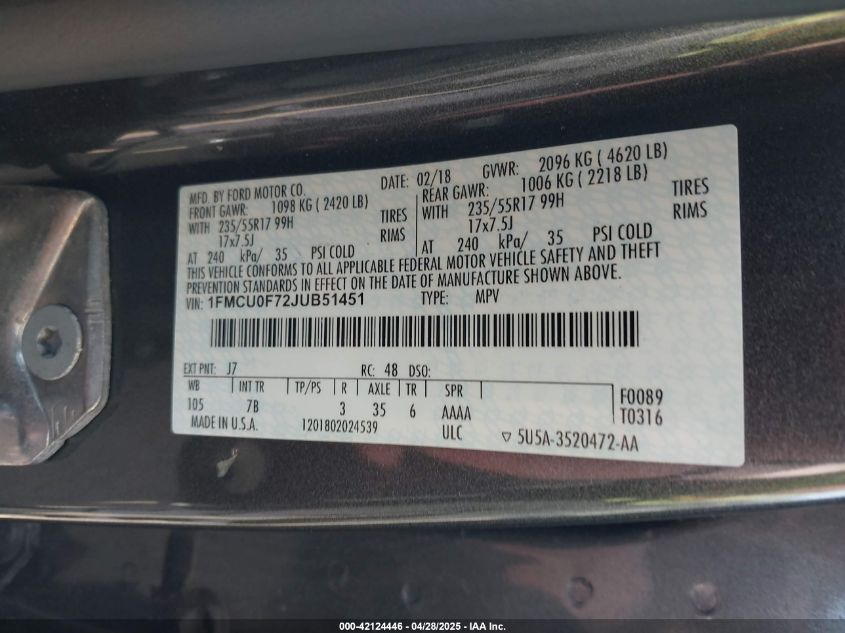 MFD. BY FORD MOTOR CO.
DATE: 02/18 GVWR: 2096 KG ( 4620 LB)
FRONT GAWR: 1098 KG ( 2420 LB) REAR GAWR: 1006 KG ( 2218 LB)
WITH 235/55R17 99H TIRES WITH 235/55R17 99H TIRES
17x7.5J RIMS 17x7.5J RIMS
AT 240 kPa/ 35 PSI COLD AT 240 kPa/ 35 PSI COLD
THIS VEHICLE CONFORMS TO ALL APPLICABLE FEDERAL MOTOR VEHICLE SAFETY AND THEFT
PREVENTION STANDARDS IN EFFECT ON THE DATE OF MANUFACTURE SHOWN ABOVE.
VIN: 1FMCU0F72JUB51451 TYPE: MPV
EXT PNT: J7 RC: 48 DSO:
WB INT TR TP/PS R AXLE TR SPR F0089
105 7B 3 35 6 AAAA T0316
MADE IN U.S.A. 1201802024539 ULC ▽ 5U5A-3520472-AA
000-42124446 04/28/2025 - IAA Inc.